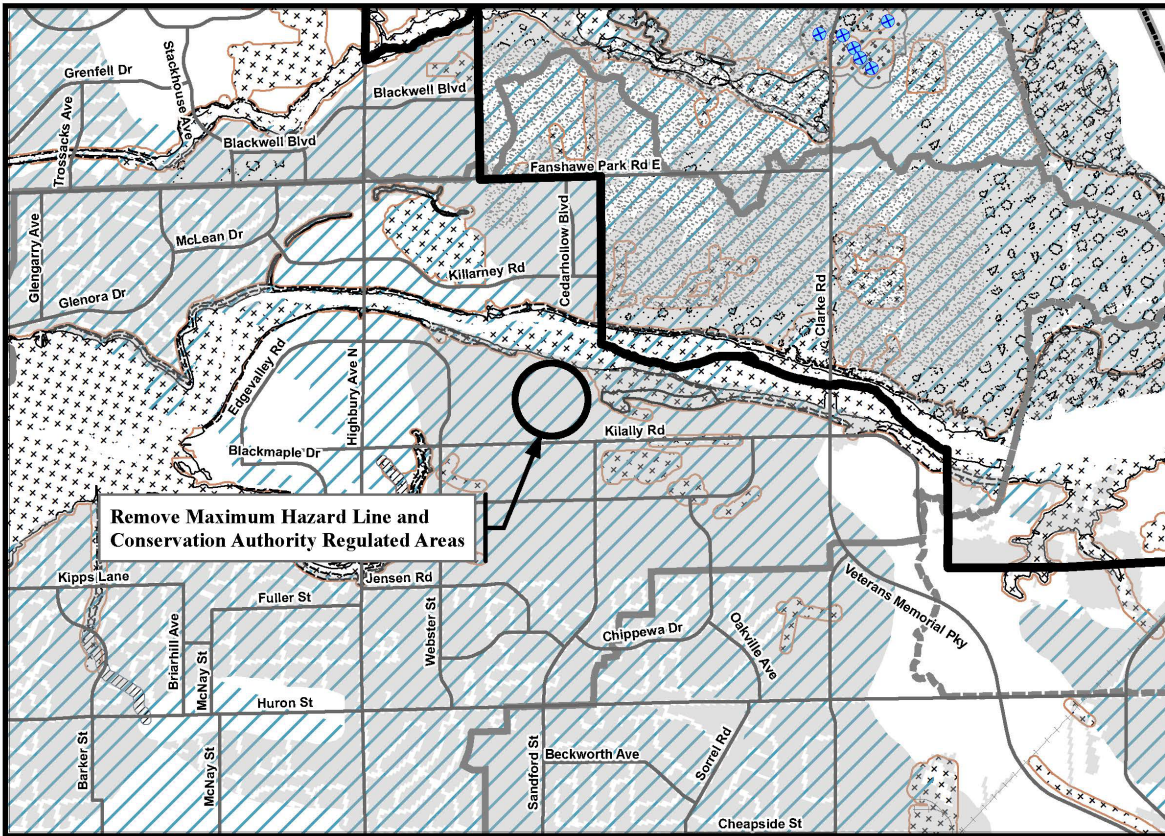 Grenfell Dr
Stackhouse Ave
Trossacks Ave
Blackwell Blvd
Blackwell Blvd
Fanshawe Park Rd E
Glengarry Ave
McLean Dr
Cedarhollow Blvd
Killarney Rd
Glenora Dr
Clarke Rd
Edgevalley Rd
Highbury Ave N
Kilally Rd
Blackmaple Dr
Remove Maximum Hazard Line and
Conservation Authority Regulated Areas
Kipps Lane
Jensen Rd
Fuller St
Briarhill Ave
McNay St
Webster St
Chippewa Dr
Oakville Ave
Veterans Memorial Pky
Huron St
Barker St
McNay St
Sandford St
Beckworth Ave
Sorrel Rd
Cheapside St